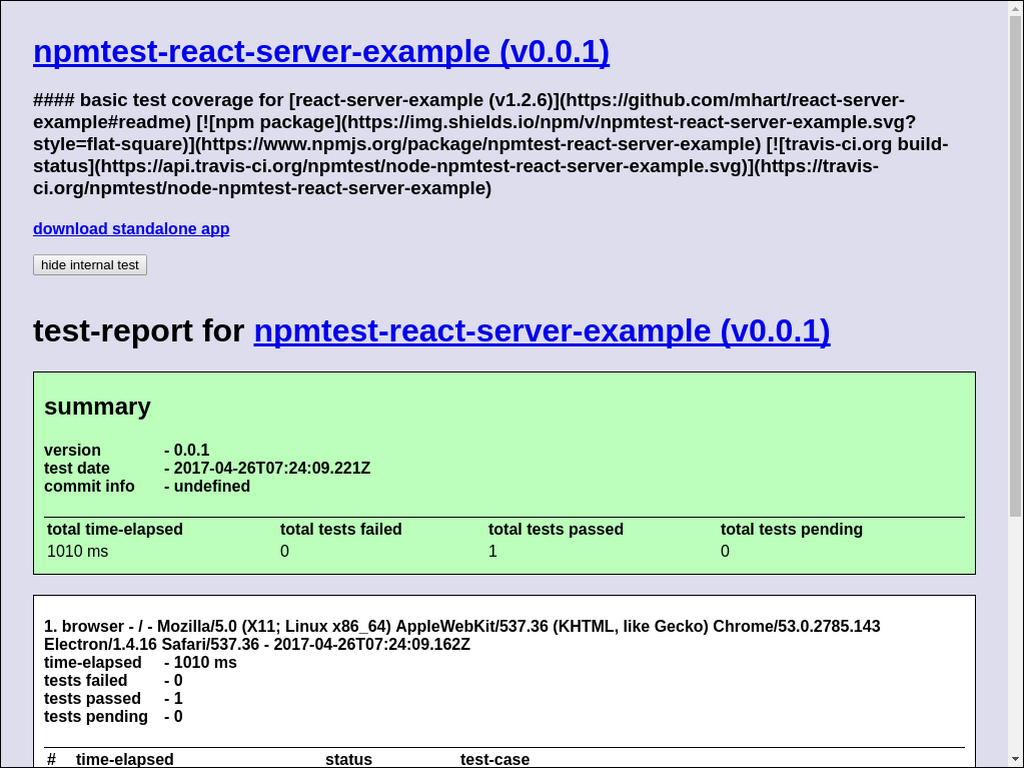 npmtest-react-server-example (v0.0.1)
#### basic test coverage for [react-server-example (v1.2.6)](https://github.com/mhart/react-server-
example#readme) [![npm package](https://img.shields.io/npm/v/npmtest-react-server-example.svg?
style=flat-square)](https://www.npmjs.org/package/npmtest-react-server-example) [![travis-ci.org build-
status](https://api.travis-ci.org/npmtest/node-npmtest-react-server-example.svg)](https://travis-
ci.org/npmtest/node-npmtest-react-server-example)
download standalone app
hide internal test
test-report for npmtest-react-server-example (v0.0.1)
summary
version - 0.0.1
test date - 2017-04-26T07:24:09.221Z
commit info - undefined
total time-elapsed total tests failed total tests passed total tests pending
1010 ms 0 1 0
1. browser - / - Mozilla/5.0 (X11; Linux x86_64) AppleWebKit/537.36 (KHTML, like Gecko) Chrome/53.0.2785.143
Electron/1.4.16 Safari/537.36 - 2017-04-26T07:24:09.162Z
time-elapsed - 1010 ms
tests failed - 0
tests passed - 1
tests pending - 0
# time-elapsed status test-case